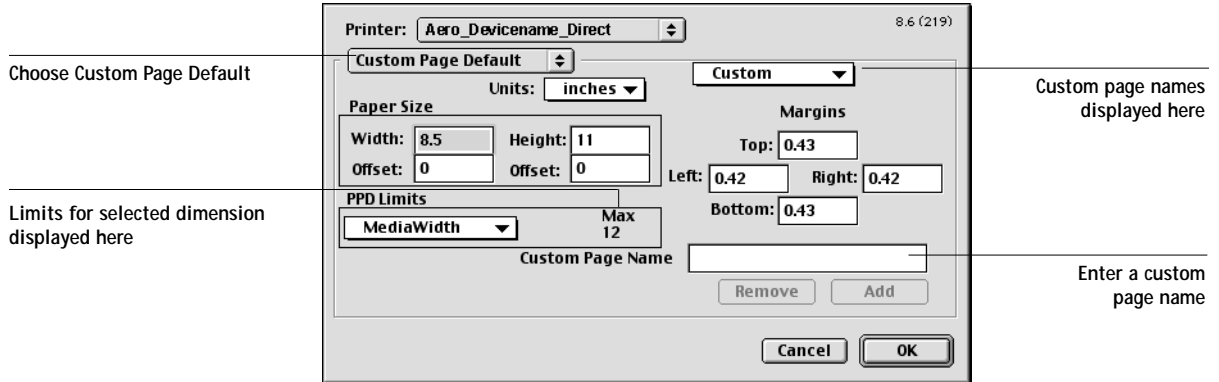 Printer: Aero_Devicename_Direct
8.6 (219)
Choose Custom Page Default
Custom Page Default
Custom
Custom page names
displayed here
Units: inches
Paper Size
Margins
Width: 8.5 Height: 11
Top: 0.43
Offset: 0 Offset: 0
Left: 0.42 Right: 0.42
Limits for selected dimension
displayed here
PPD Limits
Bottom: 0.43
MediaWidth
Max
12
Custom Page Name
Enter a custom
page name
Remove Add
Cancel OK